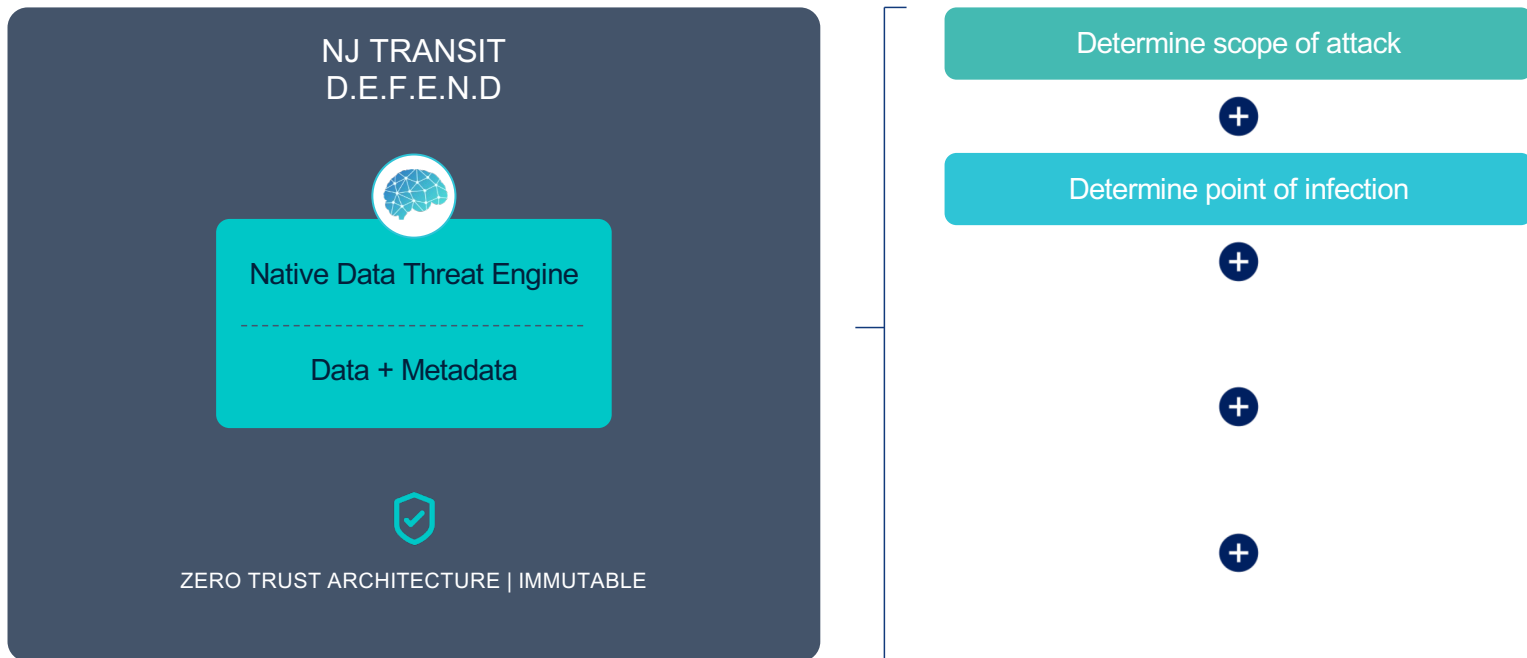 NJ TRANSIT
D.E.F.E.N.D
Native Data Threat Engine
Data + Metadata
ZERO TRUST ARCHITECTURE | IMMUTABLE
Determine scope of attack
Determine point of infection